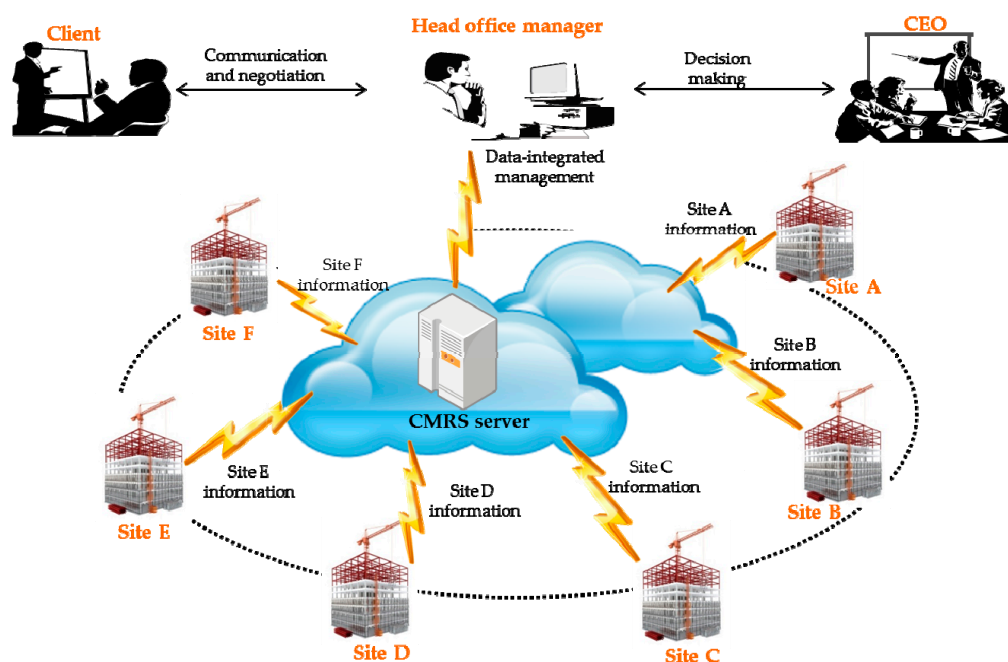 Client
Head office manager
CEO
Communication
and negotiation
Decision
making
Data-integrated
management
Site A
information
Site A
Site F
information
Site F
Site B
information
Site B
CMRS server
Site E
information
Site E
Site D
information
Site D
Site C
information
Site C